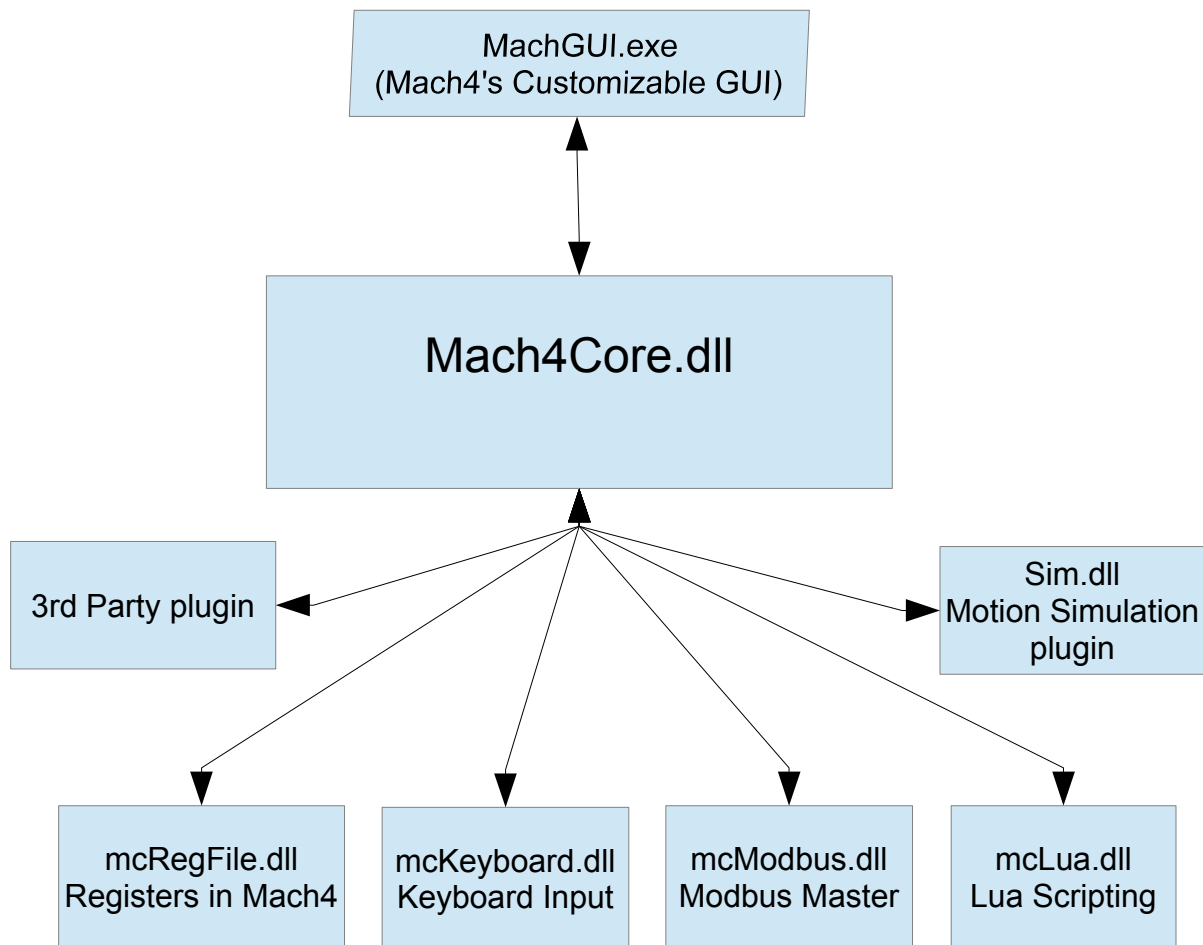 MachGUI.exe
(Mach4's Customizable GUI)
Mach4Core.dll
3rd Party plugin
Sim.dll
Motion Simulation
plugin
mcRegFile.dll
Registers in Mach4
mcKeyboard.dll
Keyboard Input
mcModbus.dll
Modbus Master
mcLua.dll
Lua Scripting